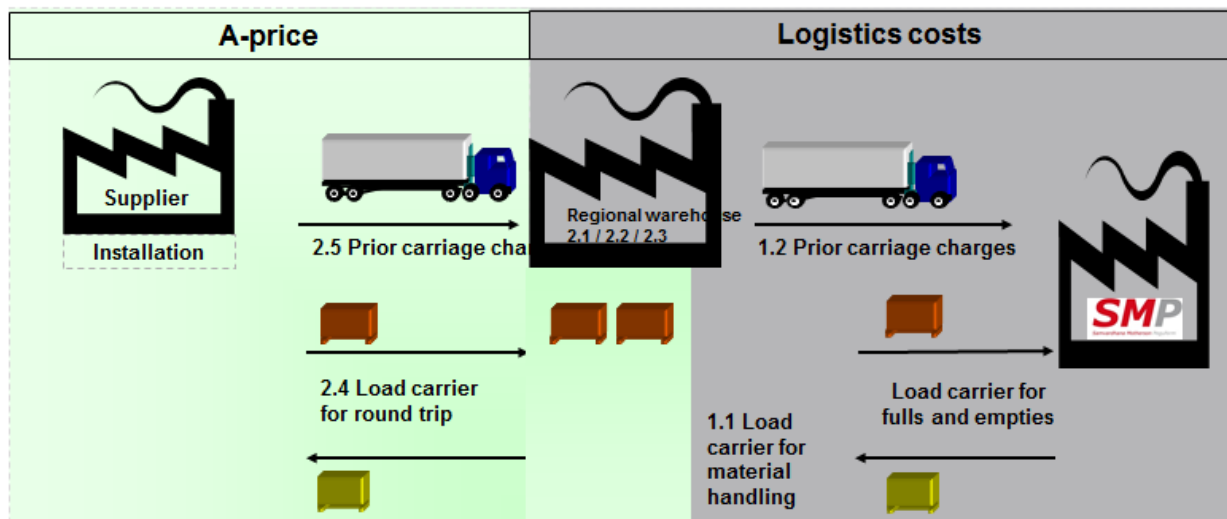 A-price
Logistics costs
Supplier
Installation
2.5 Prior carriage char
Regional warehouse
2.1 / 2.2 / 2.3
1.2 Prior carriage charges
SMP
2.4 Load carrier
for round trip
1.1 Load
carrier for
material
handling
Load carrier for
fulls and empties